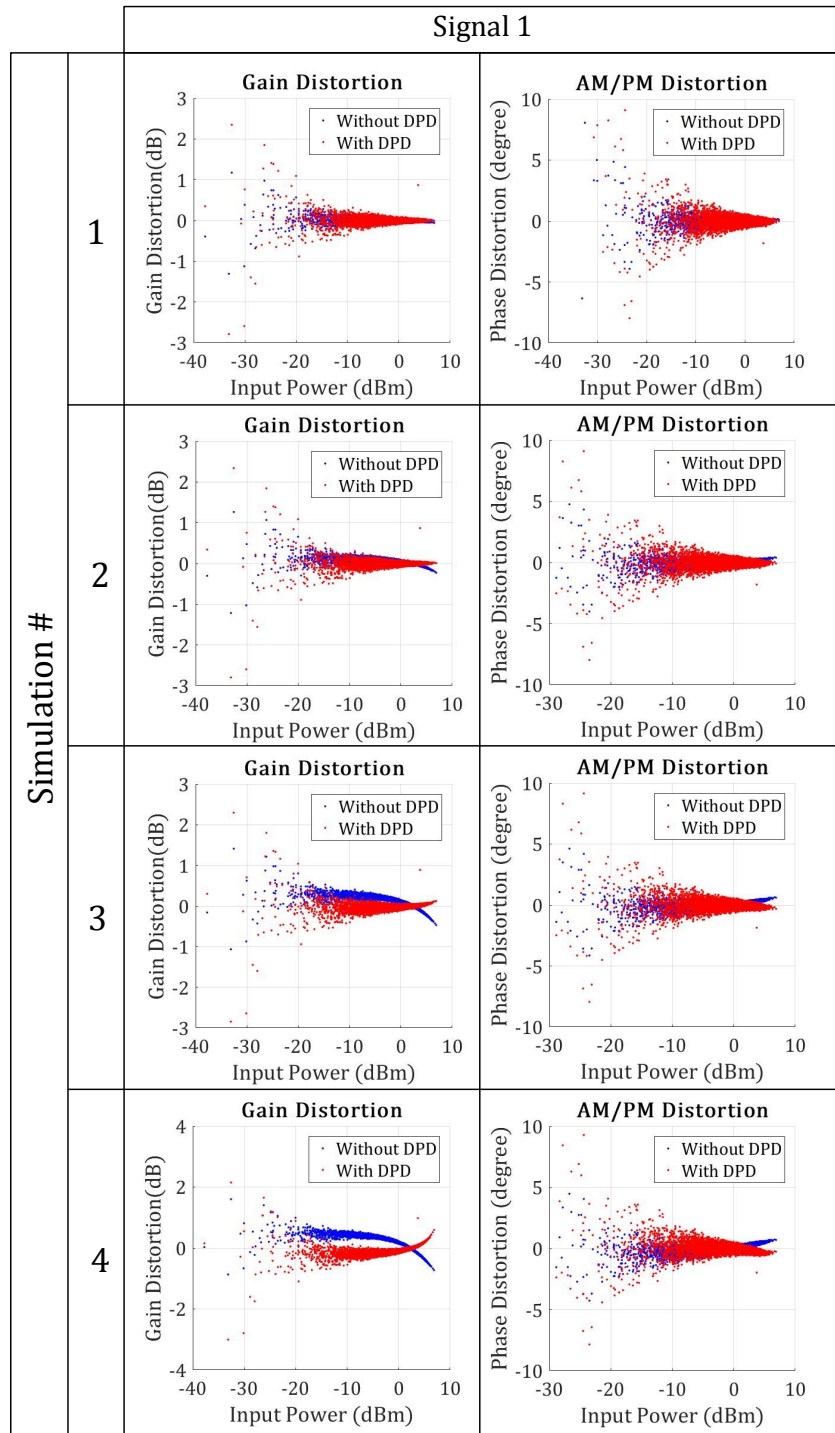 Signal 1
Simulation #
1
Gain Distortion
Gain Distortion(dB)
3
2
1
0
-1
-2
-3
Without DPD
With DPD
-40 -30 -20 -10 0 10
Input Power (dBm)
AM/PM Distortion
Phase Distortion (degree)
10
5
0
-5
-10
Without DPD
With DPD
-40 -30 -20 -10 0 10
Input Power (dBm)
2
Gain Distortion
Gain Distortion(dB)
3
2
1
0
-1
-2
-3
Without DPD
With DPD
-40 -30 -20 -10 0 10
Input Power (dBm)
AM/PM Distortion
Phase Distortion (degree)
10
5
0
-5
-10
Without DPD
With DPD
-30 -20 -10 0 10
Input Power (dBm)
3
Gain Distortion
Gain Distortion(dB)
3
2
1
0
-1
-2
-3
Without DPD
With DPD
-40 -30 -20 -10 0 10
Input Power (dBm)
AM/PM Distortion
Phase Distortion (degree)
10
5
0
-5
-10
Without DPD
With DPD
-30 -20 -10 0 10
Input Power (dBm)
4
Gain Distortion
Gain Distortion(dB)
4
2
0
-2
-4
Without DPD
With DPD
-40 -30 -20 -10 0 10
Input Power (dBm)
AM/PM Distortion
Phase Distortion (degree)
10
5
0
-5
-10
Without DPD
With DPD
-30 -20 -10 0 10
Input Power (dBm)